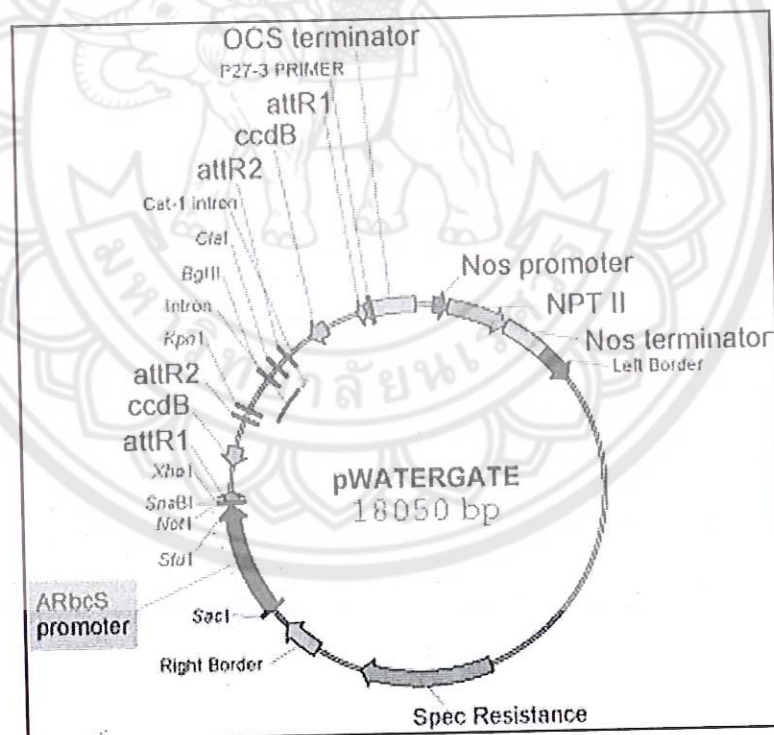 OCS terminator
P27-3 PRIMER
attR1
ccdB
attR2
Cat-1 intron
ClaI
BglII
Intron
KpnI
attR2
ccdB
attR1
XhoI
SnaBI
NotI
SfuI
ARbcS
promoter
SacI
Right Border
Spec Resistance
Nos promoter
NPT II
Nos terminator
Left Border
pWATERGATE
18050 bp